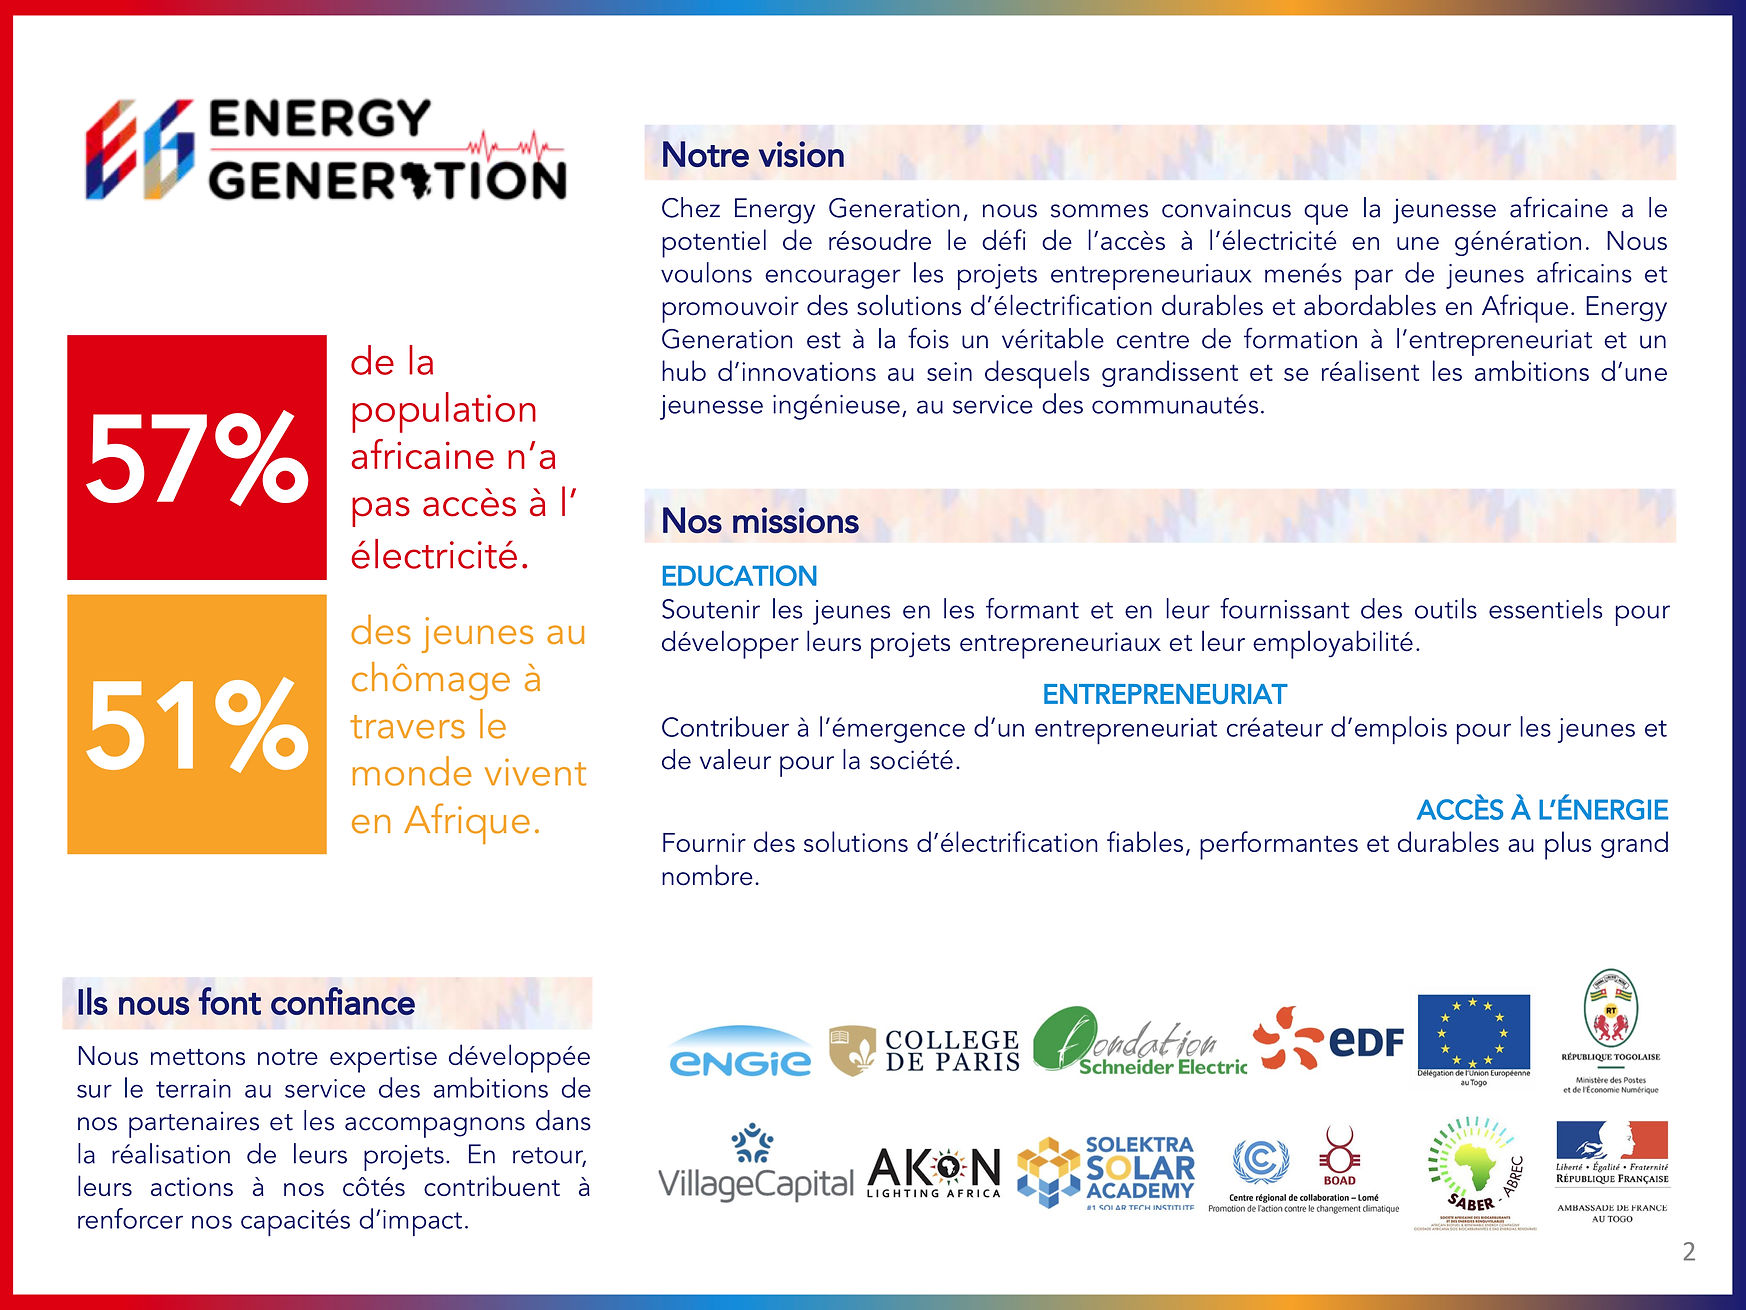 ENERGY
GENERATION
57%
de la
population
africaine n’a
pas accès à l’
électricité.
51%
des jeunes au
chômage à
travers le
monde vivent
en Afrique.
Notre vision
Chez Energy Generation, nous sommes convaincus que la jeunesse africaine a le
potentiel de résoudre le défi de l’accès à l’électricité en une génération. Nous
voulons encourager les projets entrepreneuriaux menés par de jeunes africains et
promouvoir des solutions d’électrification durables et abordables en Afrique. Energy
Generation est à la fois un véritable centre de formation à l’entrepreneuriat et un
hub d’innovations au sein desquels grandissent et se réalisent les ambitions d’une
jeunesse ingénieuse, au service des communautés.
Nos missions
EDUCATION
Soutenir les jeunes en les formant et en leur fournissant des outils essentiels pour
développer leurs projets entrepreneuriaux et leur employabilité.
ENTREPRENEURIAT
Contribuer à l’émergence d’un entrepreneuriat créateur d’emplois pour les jeunes et
de valeur pour la société.
ACCÈS À L’ÉNERGIE
Fournir des solutions d’électrification fiables, performantes et durables au plus grand
nombre.
Ils nous font confiance
Nous mettons notre expertise développée
sur le terrain au service des ambitions de
nos partenaires et les accompagnons dans
la réalisation de leurs projets. En retour,
leurs actions à nos côtés contribuent à
renforcer nos capacités d’impact.
ENGIE
COLLEGE
DE PARIS
Fondation
Schneider Electric
EDF
Délégation de l'Union Européenne
au Togo
RT
RÉPUBLIQUE TOGOLAISE
Ministère des Postes
et de l'Économie Numérique
VillageCapital
AKON
LIGHTING AFRICA
SOLEKTRA
SOLAR
ACADEMY
#1 SOLAR TECH INSTITUTE
BOAD
Centre régional de collaboration – Lomé
Promotion de l'action contre le changement climatique
SABER - ABREC
Liberté • Égalité • Fraternité
RÉPUBLIQUE FRANÇAISE
AMBASSADE DE FRANCE
AU TOGO
2